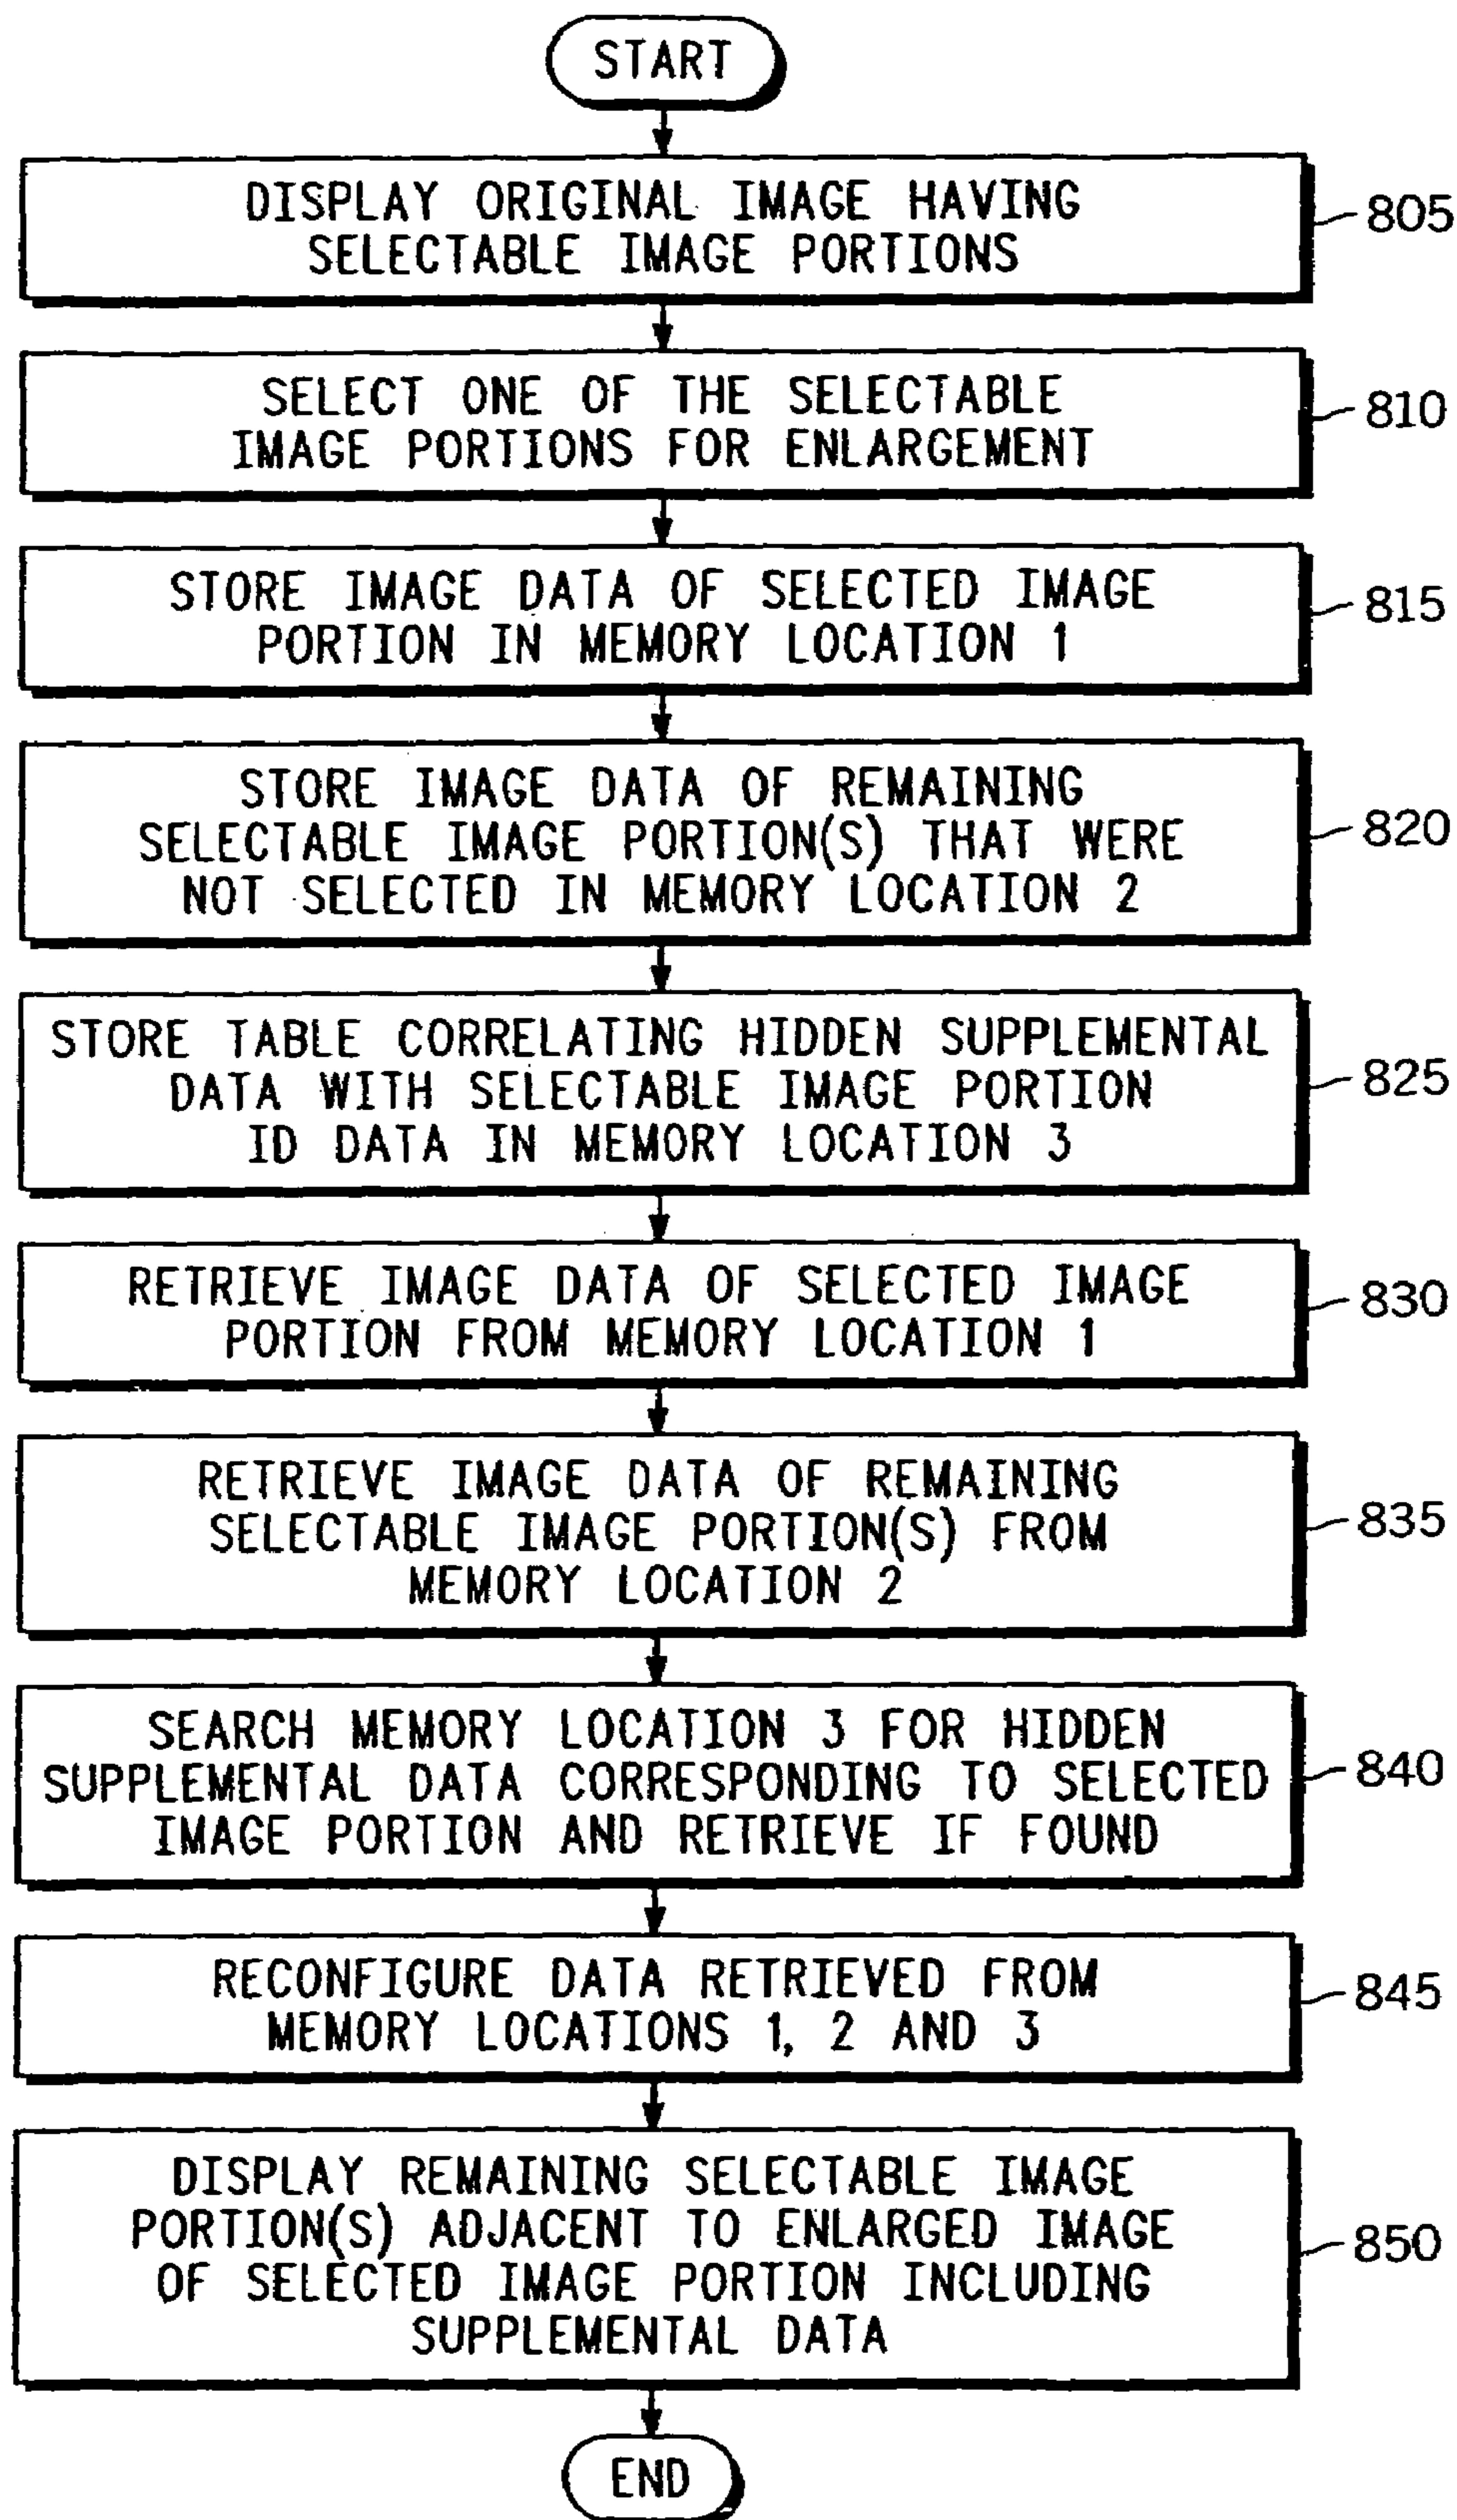 START
DISPLAY ORIGINAL IMAGE HAVING
SELECTABLE IMAGE PORTIONS
805
SELECT ONE OF THE SELECTABLE
IMAGE PORTIONS FOR ENLARGEMENT
810
STORE IMAGE DATA OF SELECTED IMAGE
PORTION IN MEMORY LOCATION 1
815
STORE IMAGE DATA OF REMAINING
SELECTABLE IMAGE PORTION(S) THAT WERE
NOT SELECTED IN MEMORY LOCATION 2
820
STORE TABLE CORRELATING HIDDEN SUPPLEMENTAL
DATA WITH SELECTABLE IMAGE PORTION
ID DATA IN MEMORY LOCATION 3
825
RETRIEVE IMAGE DATA OF SELECTED IMAGE
PORTION FROM MEMORY LOCATION 1
830
RETRIEVE IMAGE DATA OF REMAINING
SELECTABLE IMAGE PORTION(S) FROM
MEMORY LOCATION 2
835
SEARCH MEMORY LOCATION 3 FOR HIDDEN
SUPPLEMENTAL DATA CORRESPONDING TO SELECTED
IMAGE PORTION AND RETRIEVE IF FOUND
840
RECONFIGURE DATA RETRIEVED FROM
MEMORY LOCATIONS 1, 2 AND 3
845
DISPLAY REMAINING SELECTABLE IMAGE
PORTION(S) ADJACENT TO ENLARGED IMAGE
OF SELECTED IMAGE PORTION INCLUDING
SUPPLEMENTAL DATA
850
END